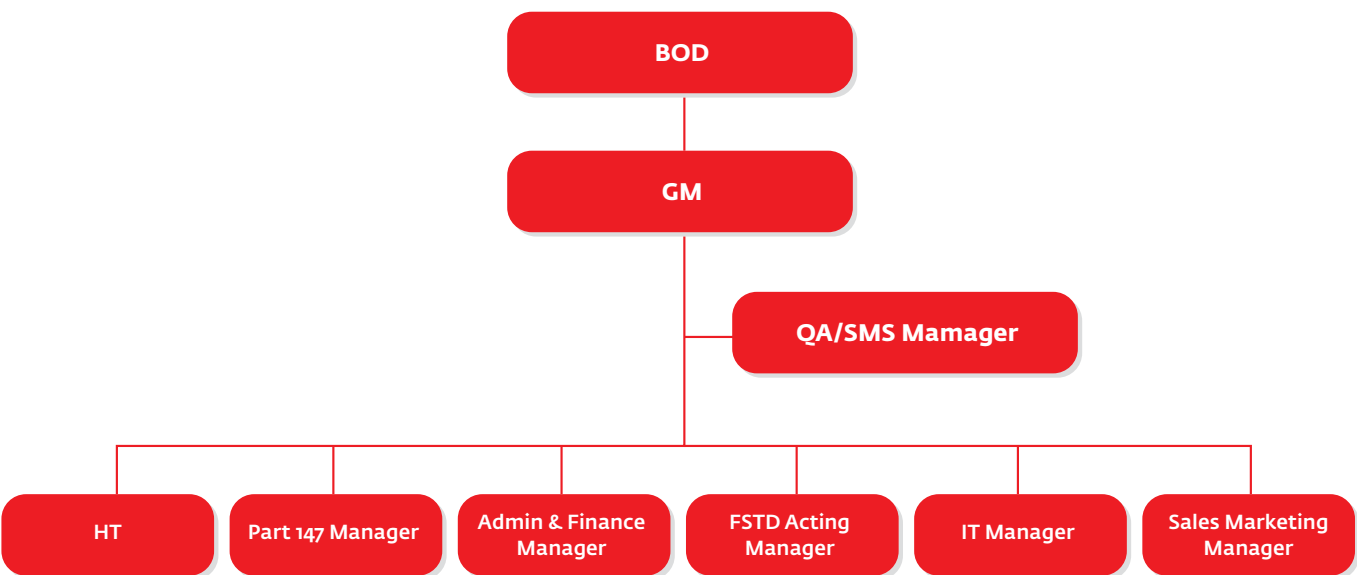 BOD
GM
QA/SMS Mamager
HT
Part 147 Manager
Admin & Finance
Manager
FSTD Acting
Manager
IT Manager
Sales Marketing
Manager